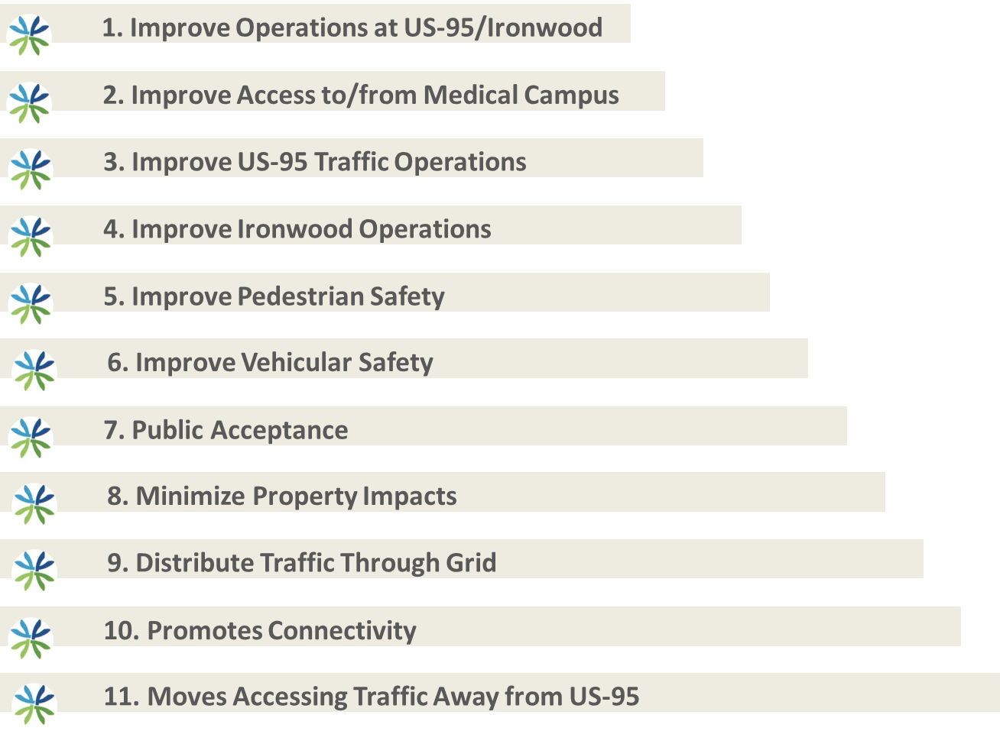 1. Improve Operations at US-95/Ironwood
2. Improve Access to/from Medical Campus
3. Improve US-95 Traffic Operations
4. Improve Ironwood Operations
5. Improve Pedestrian Safety
6. Improve Vehicular Safety
7. Public Acceptance
8. Minimize Property Impacts
9. Distribute Traffic Through Grid
10. Promotes Connectivity
11. Moves Accessing Traffic Away from US-95